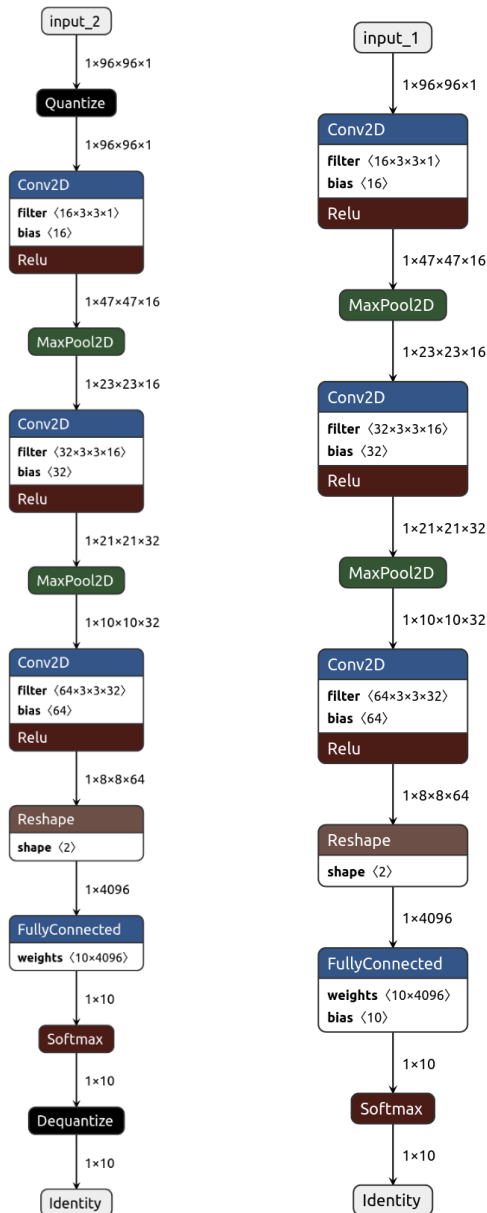 input_2
1×96×96×1
Quantize
1×96×96×1
Conv2D
filter 〈16×3×3×1〉
bias 〈16〉
Relu
1×47×47×16
MaxPool2D
1×23×23×16
Conv2D
filter 〈32×3×3×16〉
bias 〈32〉
Relu
1×21×21×32
MaxPool2D
1×10×10×32
Conv2D
filter 〈64×3×3×32〉
bias 〈64〉
Relu
1×8×8×64
Reshape
shape 〈2〉
1×4096
FullyConnected
weights 〈10×4096〉
1×10
Softmax
1×10
Dequantize
1×10
Identity
input_1
1×96×96×1
Conv2D
filter 〈16×3×3×1〉
bias 〈16〉
Relu
1×47×47×16
MaxPool2D
1×23×23×16
Conv2D
filter 〈32×3×3×16〉
bias 〈32〉
Relu
1×21×21×32
MaxPool2D
1×10×10×32
Conv2D
filter 〈64×3×3×32〉
bias 〈64〉
Relu
1×8×8×64
Reshape
shape 〈2〉
1×4096
FullyConnected
weights 〈10×4096〉
bias 〈10〉
1×10
Softmax
1×10
Identity